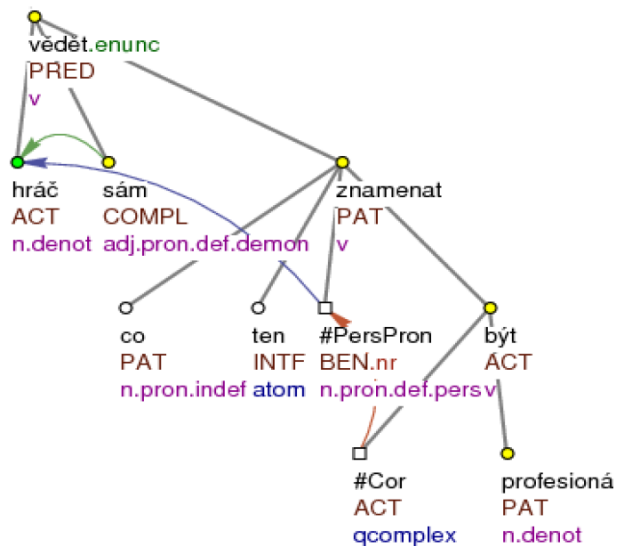 vědět.enunc
PRED
v
hráč sám znamenat
ACT COMPL PAT
n.denot adj.pron.def.demon v
co ten #PersPron být
PAT INTF BEN.nr ACT
n.pron.indef atom n.pron.def.pers v
#Cor profesioná
ACT PAT
qcomplex n.denot